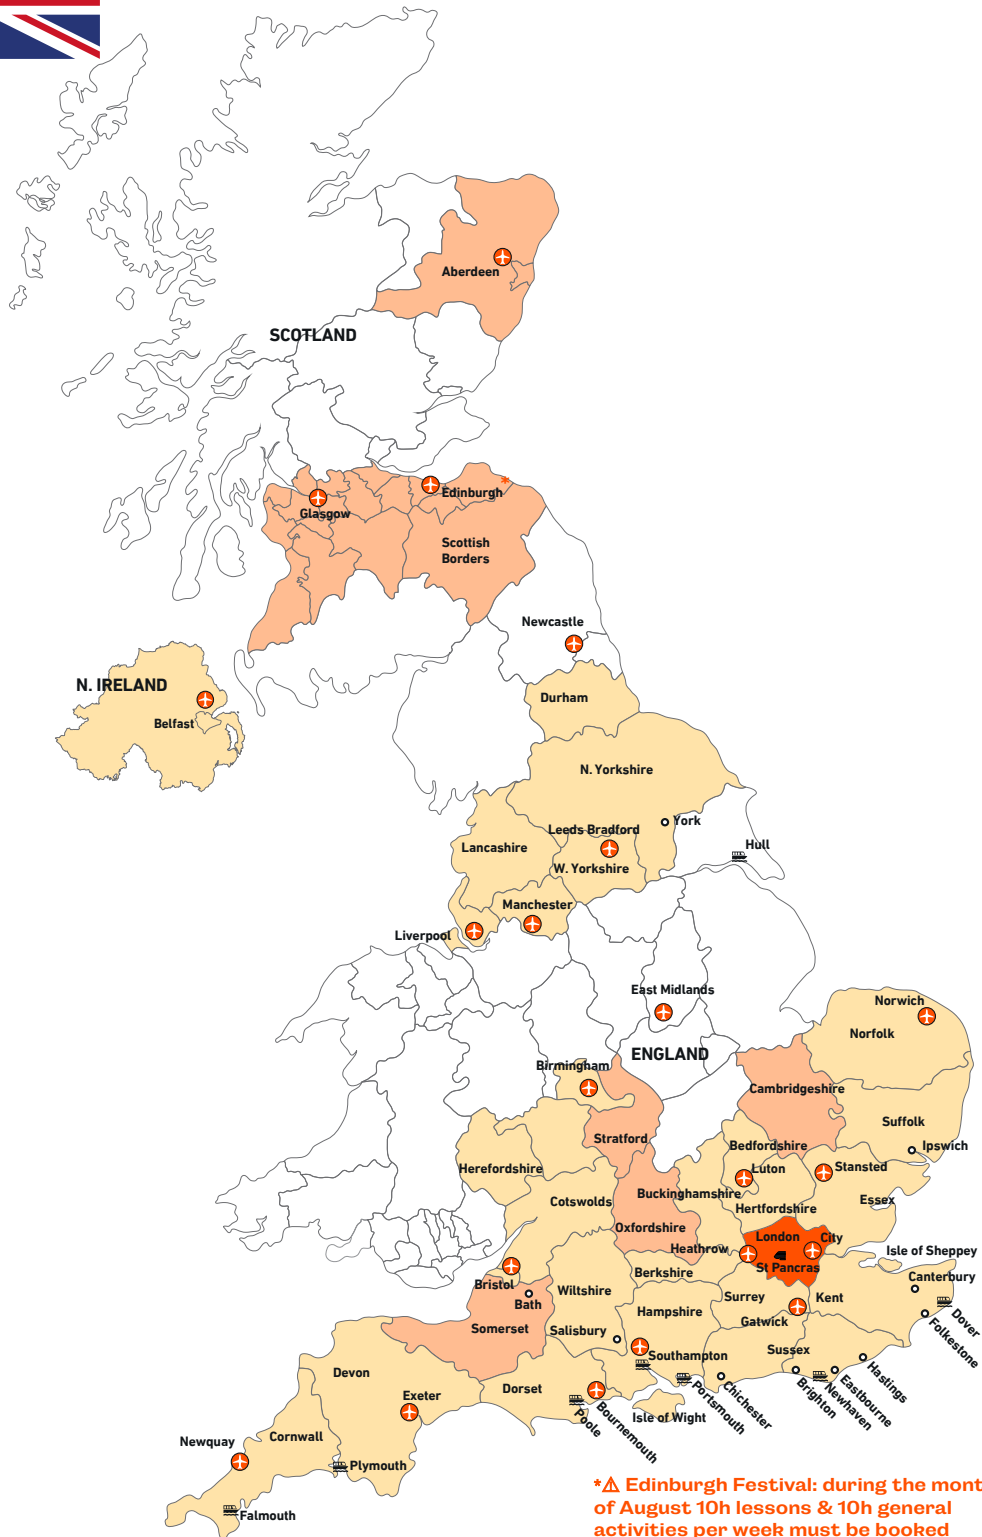 Aberdeen
SCOTLAND
Edinburgh
*
Glasgow
Scottish
Borders
Newcastle
N. IRELAND
Belfast
Durham
N. Yorkshire
York
Leeds Bradford
Hull
Lancashire
W. Yorkshire
Manchester
Liverpool
East Midlands
Norwich
Norfolk
ENGLAND
Birmingham
Cambridgeshire
Suffolk
Stratford
Bedfordshire
Ipswich
Herefordshire
Luton
Stansted
Buckinghamshire
Cotswolds
Essex
Hertfordshire
Oxfordshire
London
City
Heathrow
Isle of Sheppey
St Pancras
Berkshire
Canterbury
Bristol
Wiltshire
Bath
Surrey
Kent
Hampshire
Dover
Gatwick
Folkestone
Somerset
Salisbury
Sussex
Southampton
Hastings
Devon
Eastbourne
Dorset
Newhaven
Exeter
Brighton
Chichester
Portsmouth
Isle of Wight
Bournemouth
Poole
Cornwall
Newquay
Plymouth
Falmouth
*⚠ Edinburgh Festival: during the mont
of August 10h lessons & 10h general
activities per week must be booked